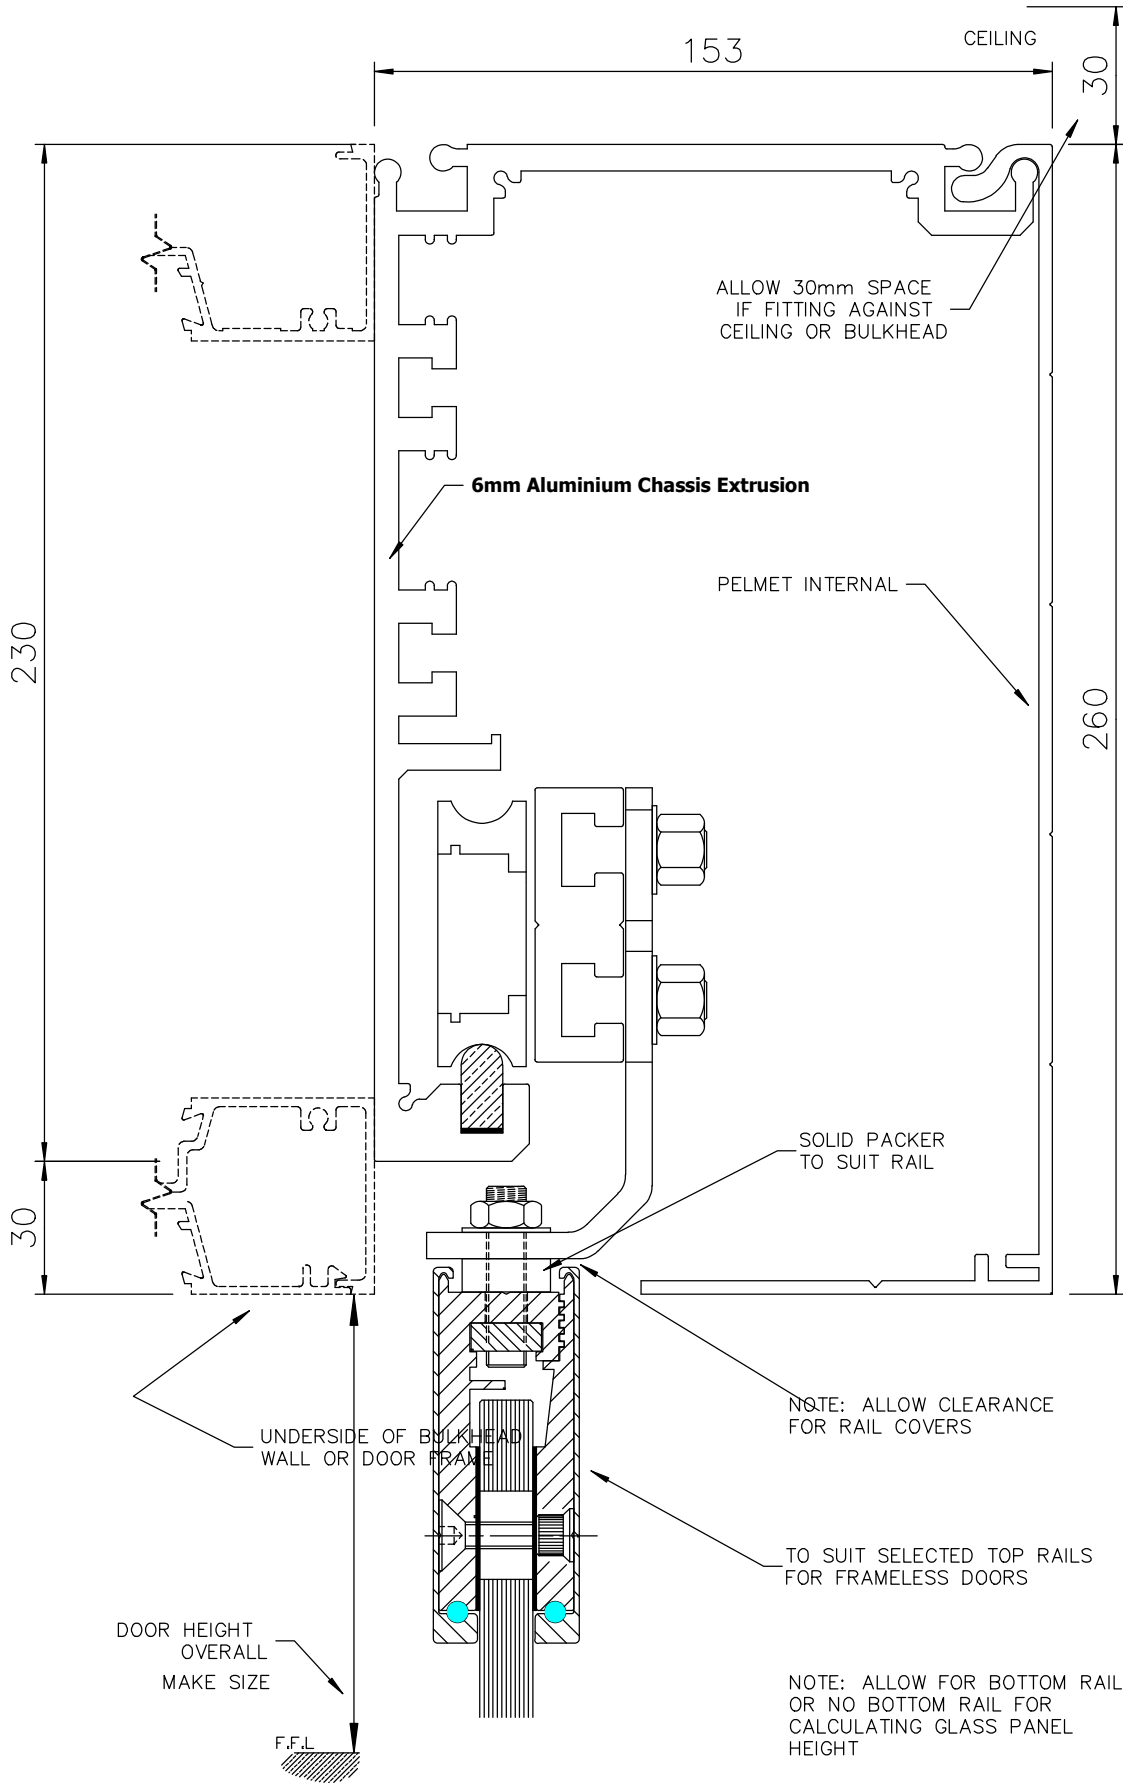 CEILING
153
30
ALLOW 30mm SPACE
IF FITTING AGAINST
CEILING OR BULKHEAD
6mm Aluminium Chassis Extrusion
PELMET INTERNAL
230
260
SOLID PACKER
TO SUIT RAIL
30
NOTE: ALLOW CLEARANCE
FOR RAIL COVERS
UNDERSIDE OF BULKHEAD
WALL OR DOOR FRAME
TO SUIT SELECTED TOP RAILS
FOR FRAMELESS DOORS
DOOR HEIGHT
OVERALL
MAKE SIZE
NOTE: ALLOW FOR BOTTOM RAIL
OR NO BOTTOM RAIL FOR
CALCULATING GLASS PANEL
HEIGHT
F.F.L